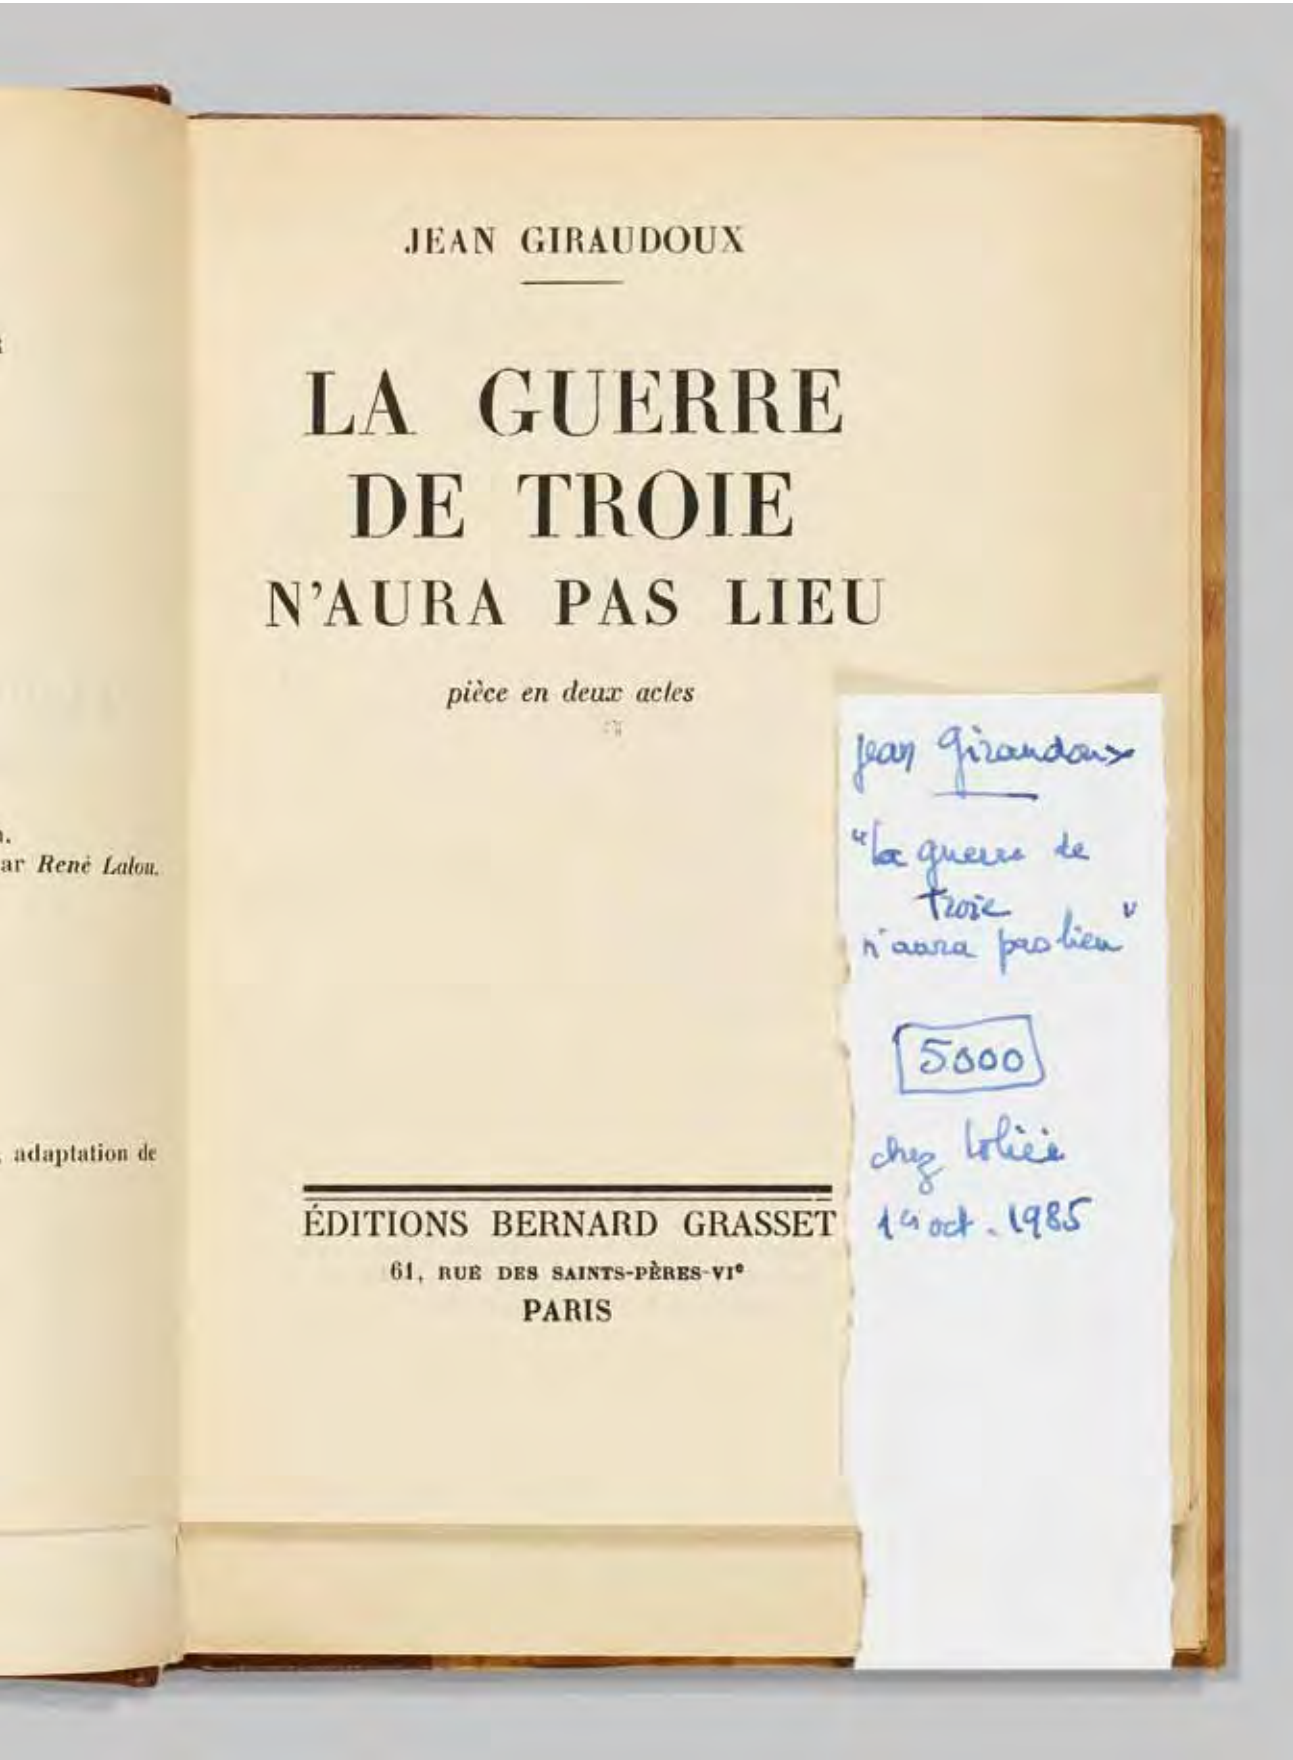 ar René Lalou.
, adaptation de
JEAN GIRAUDOUX
LA GUERRE
DE TROIE
N'AURA PAS LIEU
pièce en deux actes
ÉDITIONS BERNARD GRASSET
61, RUE DES SAINTS-PÈRES-VIe
PARIS
Jean Giraudoux
"la guerre de
Troie
n'aura pas lieu"
5000
chez Loliée
1er oct. 1985